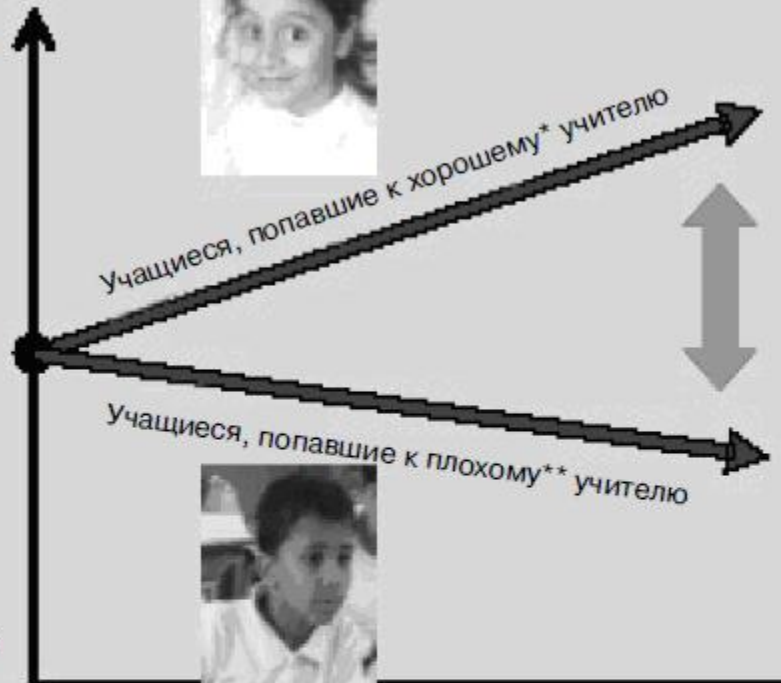 Учащиеся, попавшие к хорошему* учителю
Учащиеся, попавшие к плохому** учителю